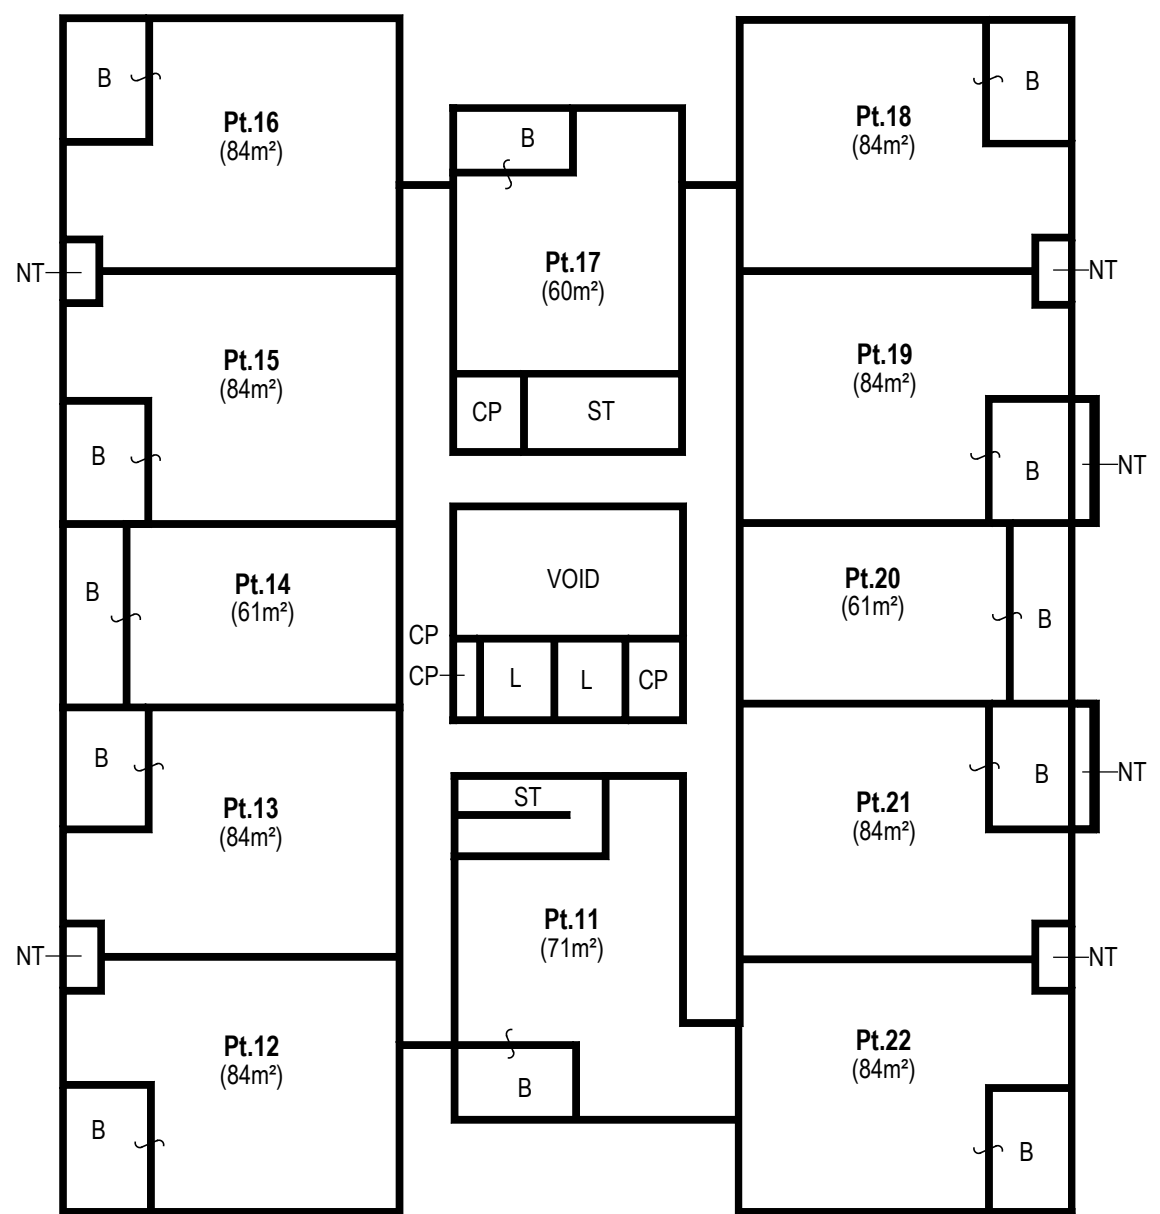 B
Pt.16
(84m²)
B
Pt.17
(60m²)
Pt.18
(84m²)
B
NT
NT
Pt.15
(84m²)
B
CP
ST
Pt.19
(84m²)
B
NT
B
Pt.14
(61m²)
VOID
CP
CP
L
L
CP
Pt.20
(61m²)
B
B
Pt.13
(84m²)
ST
Pt.21
(84m²)
B
NT
NT
Pt.11
(71m²)
NT
Pt.12
(84m²)
B
B
Pt.22
(84m²)
B